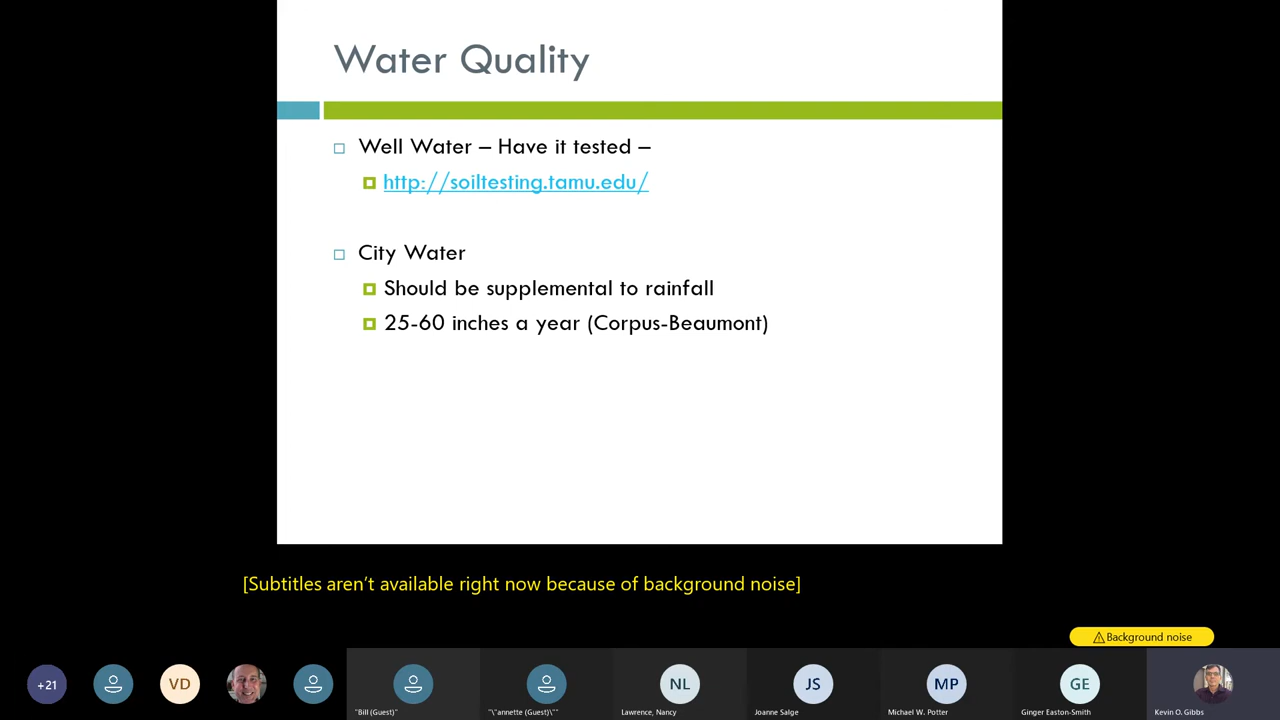 Water Quality
Well Water – Have it tested –
http://soiltesting.tamu.edu/
City Water
Should be supplemental to rainfall
25-60 inches a year (Corpus-Beaumont)
[Subtitles aren't available right now because of background noise]
⚠Background noise
+21
VD
NL
JS
MP
GE
"Bill (Guest)"
"\"annette (Guest)\""
Lawrence, Nancy
Joanne Salge
Michael W. Potter
Ginger Easton-Smith
Kevin O. Gibbs